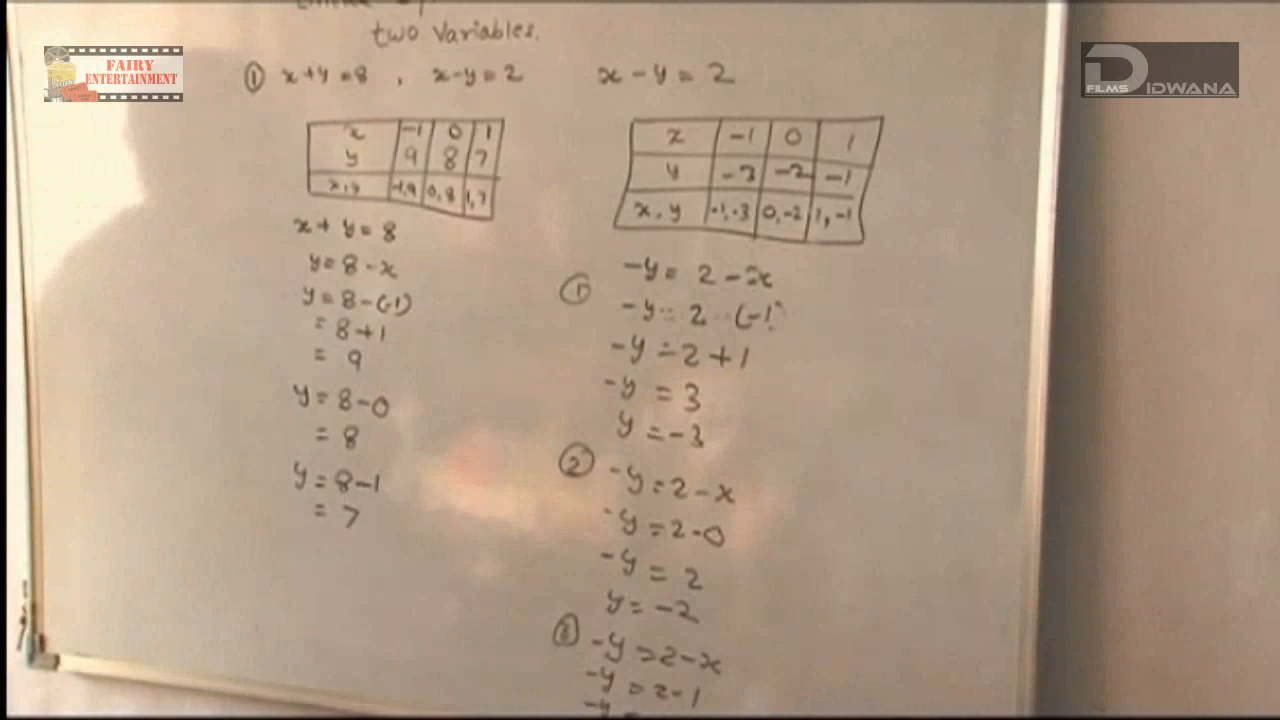 two variables.
FAIRY
ENTERTAINMENT
D
FILMS IDWANA
① x+y=8 , x-y=2
x | -1 | 0 | 1
y | 9 | 8 | 7
x,y | -1,9 | 0,8 | 1,7
x+y=8
y=8-x
y=8-(-1)
=8+1
= 9
y=8-0
=8
y=8-1
=7
x-y=2
x | -1 | 0 | 1
y | -3 | -2 | -1
x,y | -1,-3 | 0,-2 | 1,-1
① -y=2-x
-y=2-(-1)
-y=2+1
-y=3
y=-3
② -y=2-x
-y=2-0
-y=2
y=-2
③ -y=2-x
-y=2-1
-y=